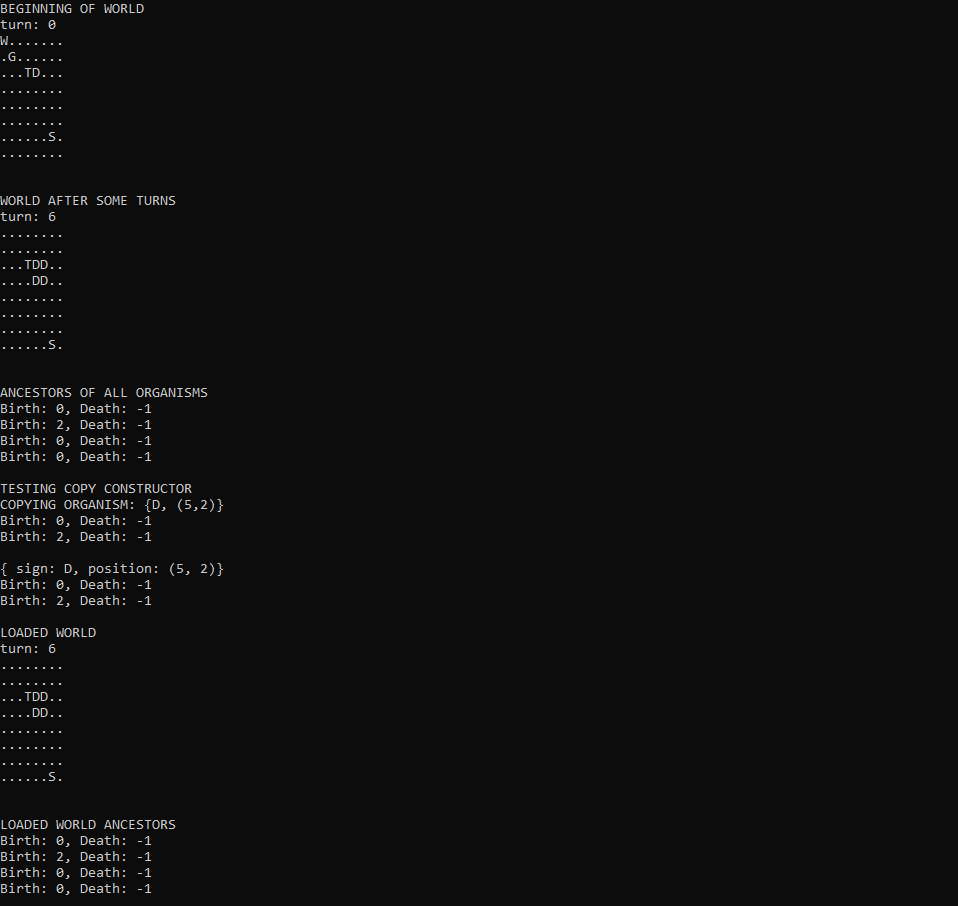 BEGINNING OF WORLD
turn: 0
W.......
.G......
...TD...
........
........
........
......S.
........
WORLD AFTER SOME TURNS
turn: 6
........
........
...TDD..
....DD..
........
........
........
......S.
ANCESTORS OF ALL ORGANISMS
Birth: 0, Death: -1
Birth: 2, Death: -1
Birth: 0, Death: -1
Birth: 0, Death: -1
TESTING COPY CONSTRUCTOR
COPYING ORGANISM: {D, (5,2)}
Birth: 0, Death: -1
Birth: 2, Death: -1
{ sign: D, position: (5, 2)}
Birth: 0, Death: -1
Birth: 2, Death: -1
LOADED WORLD
turn: 6
........
........
...TDD..
....DD..
........
........
........
......S.
LOADED WORLD ANCESTORS
Birth: 0, Death: -1
Birth: 2, Death: -1
Birth: 0, Death: -1
Birth: 0, Death: -1